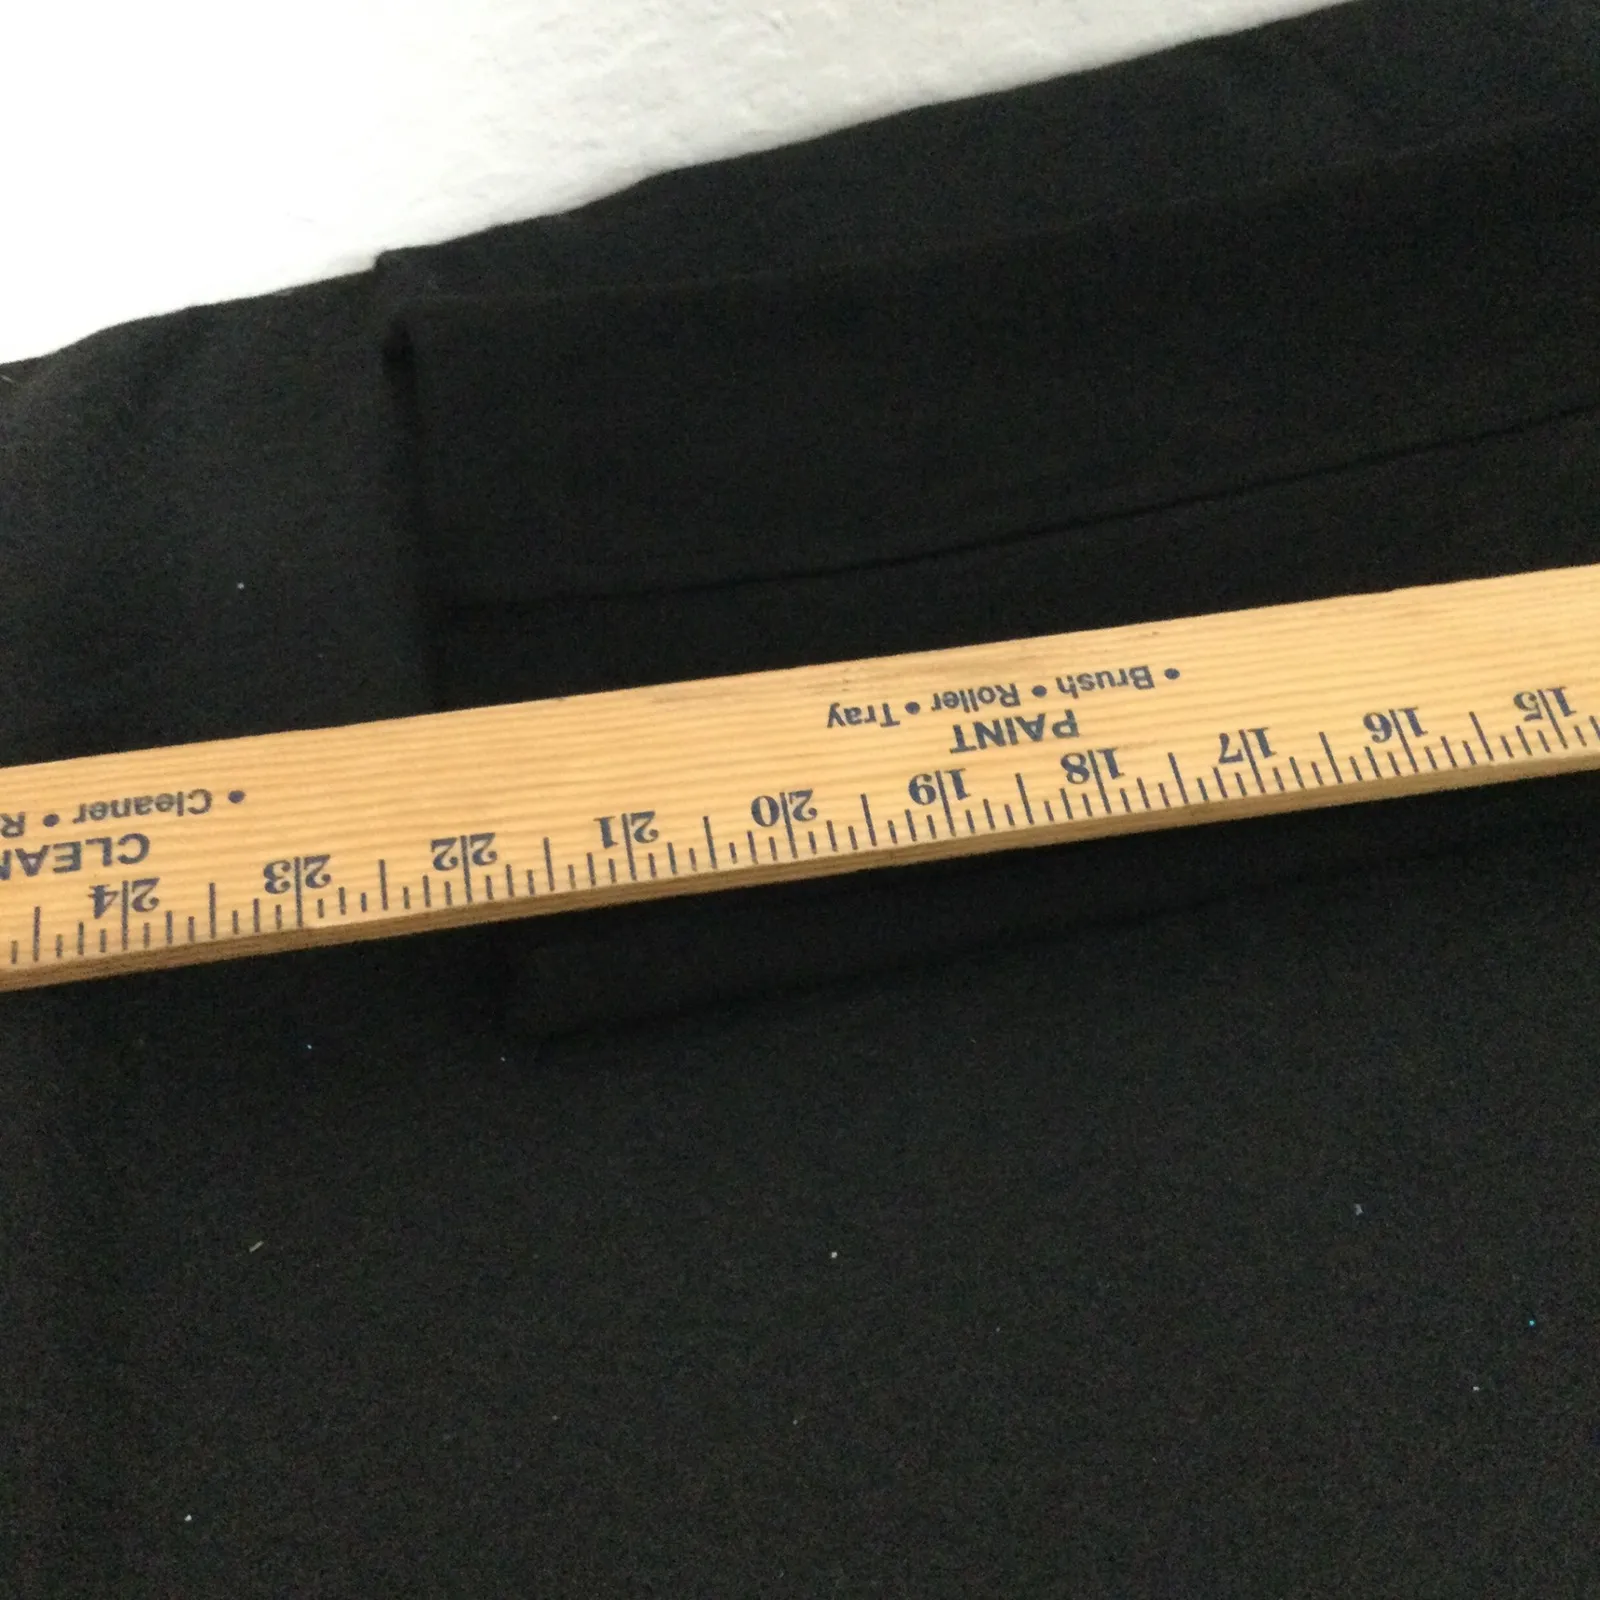 15 16 17 18 19 20 21 22 23 24
PAINT
• Brush • Roller • Tray
CLEAN
• Cleaner • R